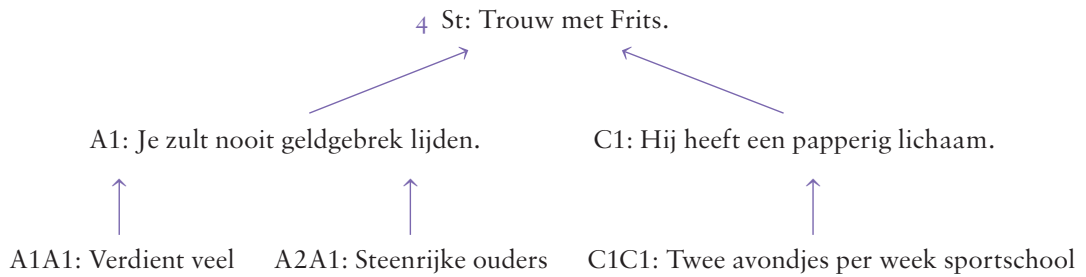 4 St: Trouw met Frits.
A1: Je zult nooit geldgebrek lijden. C1: Hij heeft een papperig lichaam.
A1A1: Verdient veel A2A1: Steenrijke ouders C1C1: Twee avondjes per week sportschool